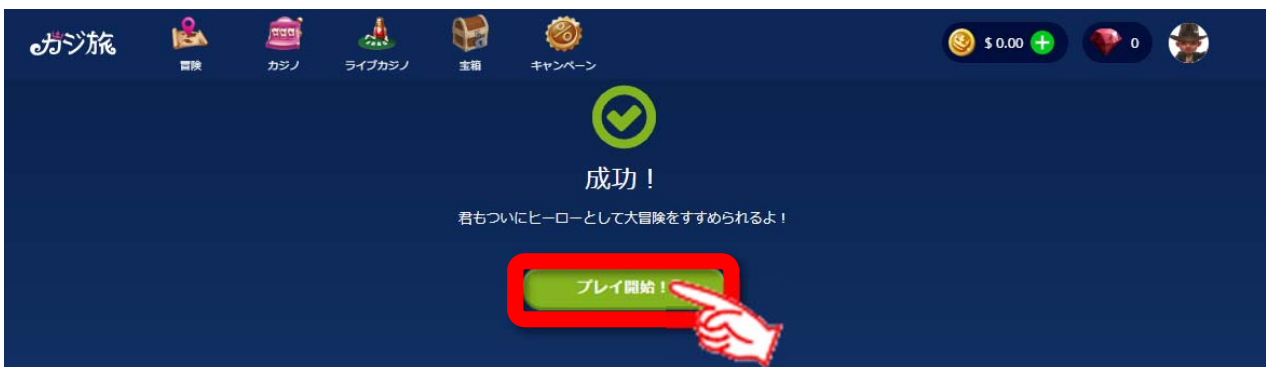 カジ旅
冒険
カジノ
ライブカジノ
宝箱
キャンペーン
$ 0.00
0
成功！
君もついにヒーローとして大冒険をすすめられるよ！
プレイ開始！